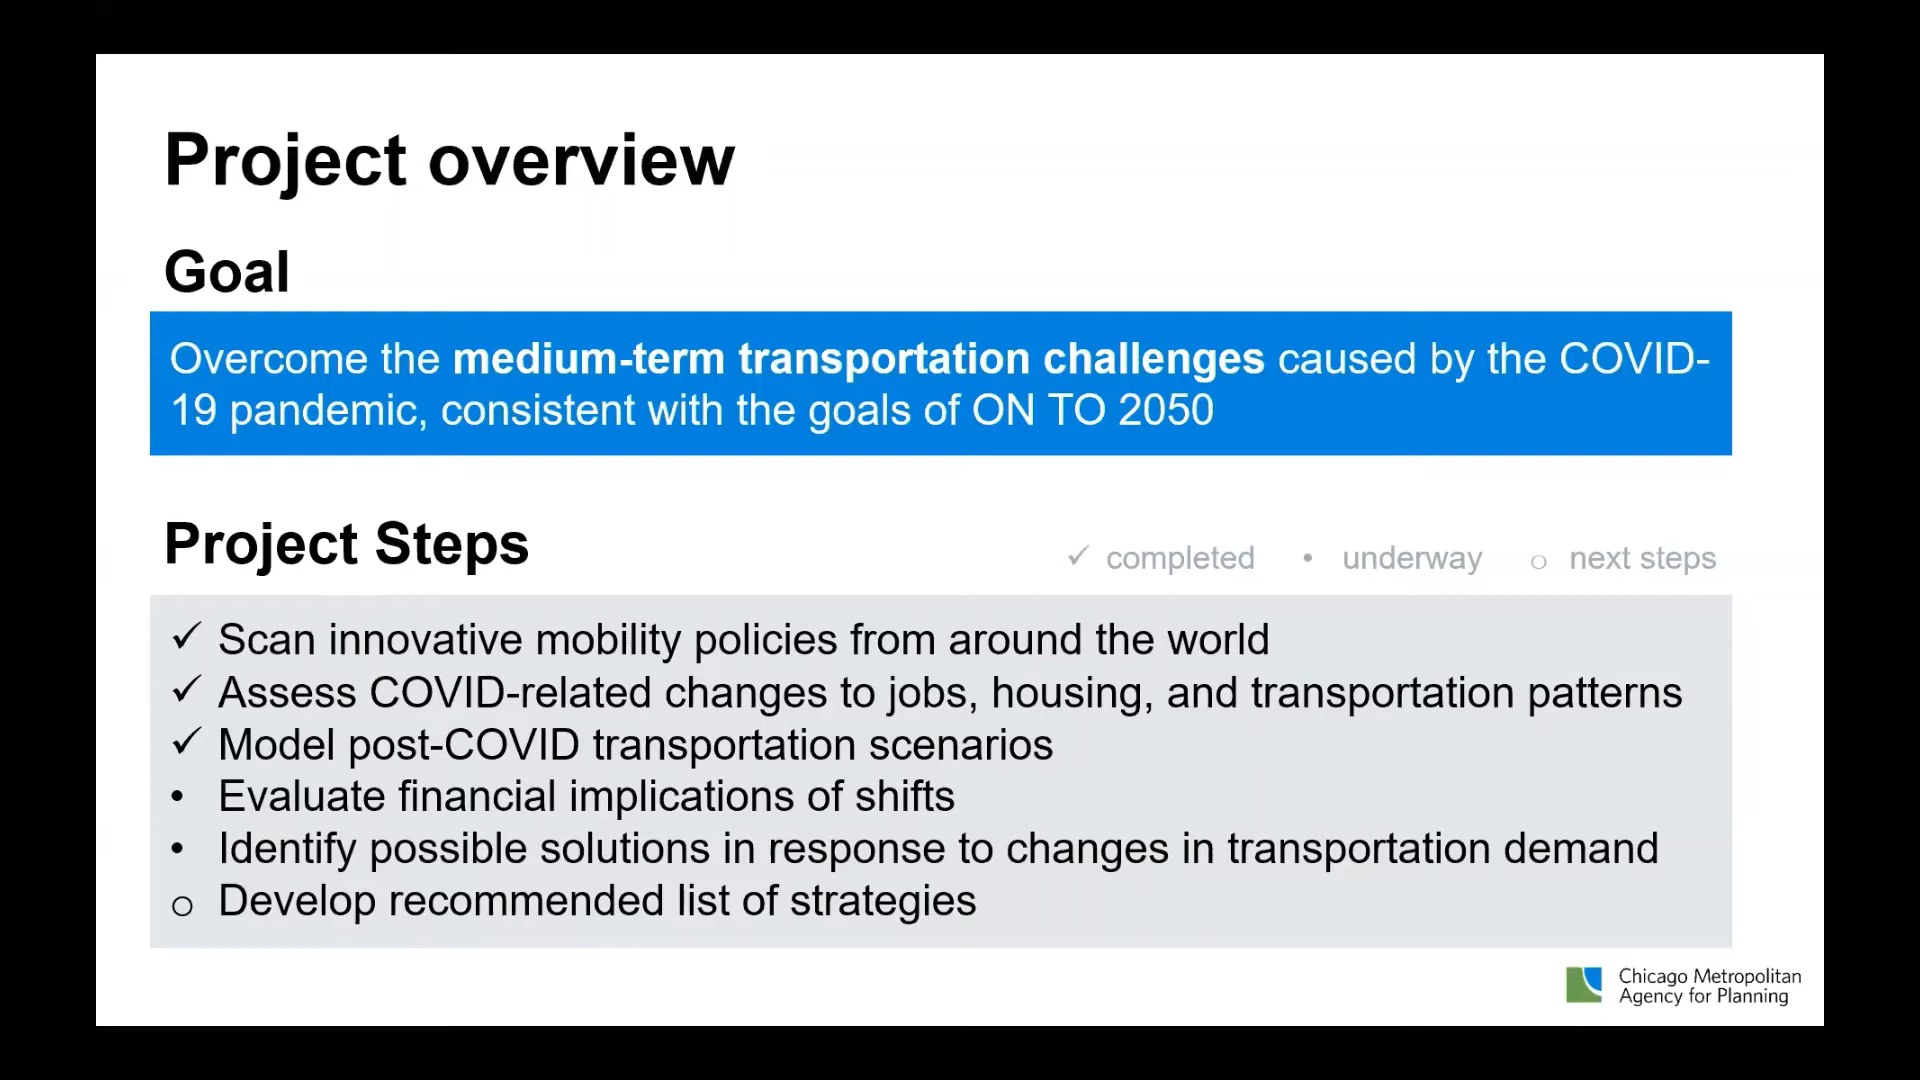 Project overview
Goal
Overcome the medium-term transportation challenges caused by the COVID-
19 pandemic, consistent with the goals of ON TO 2050
Project Steps
✓ completed • underway o next steps
✓ Scan innovative mobility policies from around the world
✓ Assess COVID-related changes to jobs, housing, and transportation patterns
✓ Model post-COVID transportation scenarios
• Evaluate financial implications of shifts
• Identify possible solutions in response to changes in transportation demand
o Develop recommended list of strategies
Chicago Metropolitan
Agency for Planning